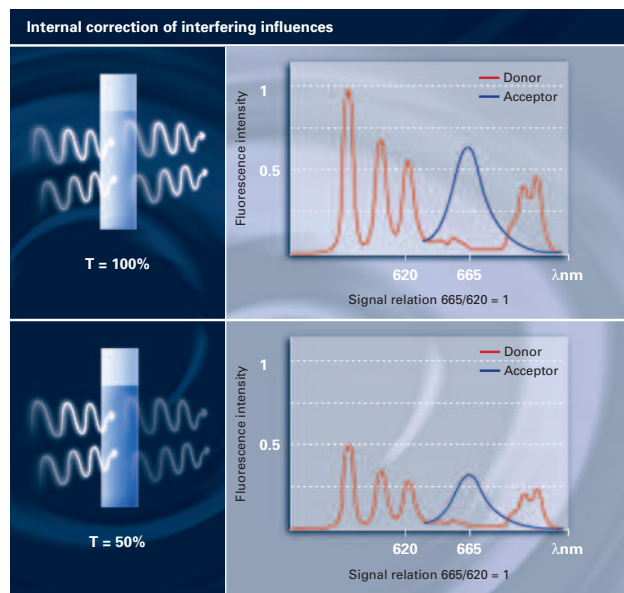 Internal correction of interfering influences
T = 100%
Fluorescence intensity
1
0.5
Donor
Acceptor
620 665 λnm
Signal relation 665/620 = 1
T = 50%
Fluorescence intensity
1
0.5
Donor
Acceptor
620 665 λnm
Signal relation 665/620 = 1